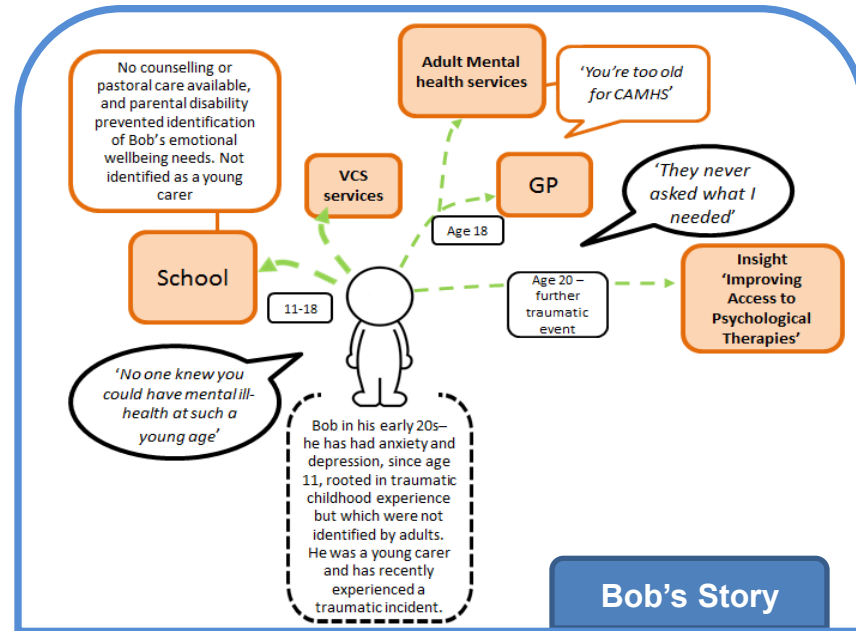 No counselling or
pastoral care available,
and parental disability
prevented identification
of Bob's emotional
wellbeing needs. Not
identified as a young
carer
Adult Mental
health services
'You're too old
for CAMHS'
VCS
services
GP
'They never
asked what I
needed'
Age 18
School
11-18
Age 20 –
further
traumatic
event
Insight
'Improving
Access to
Psychological
Therapies'
'No one knew you
could have mental ill-
health at such a
young age'
Bob in his early 20s–
he has had anxiety and
depression, since age
11, rooted in traumatic
childhood experience
but which were not
identified by adults.
He was a young carer
and has recently
experienced a
traumatic incident.
Bob's Story